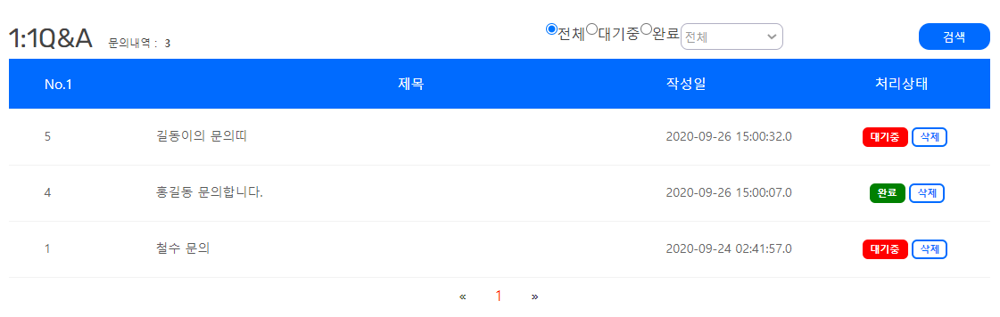 1:1Q&A 문의내역 : 3 전체 대기중 완료 전체 검색
No.1 제목 작성일 처리상태
5 길동이의 문의띠 2020-09-26 15:00:32.0 대기중 삭제
4 홍길동 문의합니다. 2020-09-26 15:00:07.0 완료 삭제
1 철수 문의 2020-09-24 02:41:57.0 대기중 삭제
« 1 »